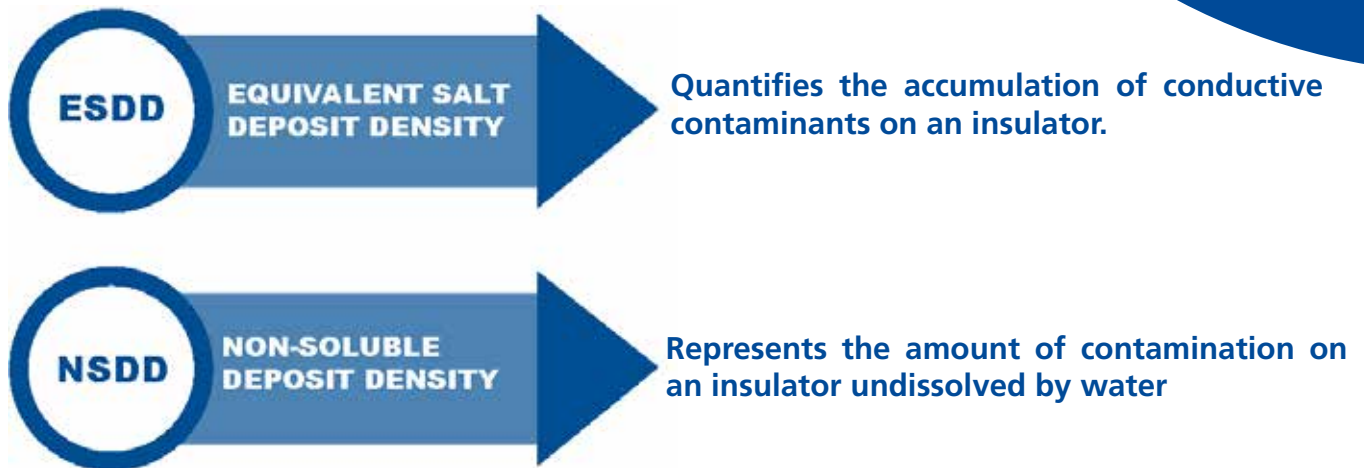 ESDD
EQUIVALENT SALT
DEPOSIT DENSITY
Quantifies the accumulation of conductive
contaminants on an insulator.
NSDD
NON-SOLUBLE
DEPOSIT DENSITY
Represents the amount of contamination on
an insulator undissolved by water